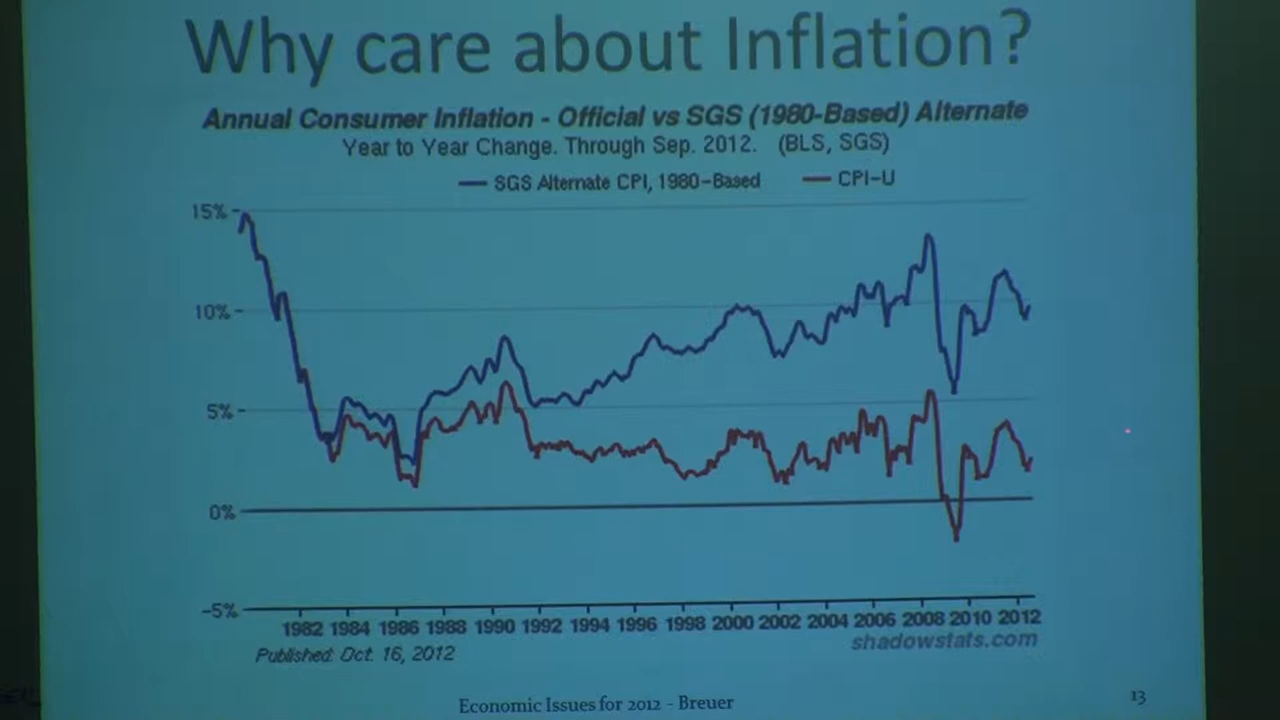 Why care about Inflation?
Annual Consumer Inflation - Official vs SGS (1980-Based) Alternate
Year to Year Change. Through Sep. 2012. (BLS, SGS)
SGS Alternate CPI, 1980-Based CPI-U
15%
10%
5%
0%
-5%
1982 1984 1986 1988 1990 1992 1994 1996 1998 2000 2002 2004 2006 2008 2010 2012
Published: Oct. 16, 2012 shadowstats.com
Economic Issues for 2012 - Breuer 13